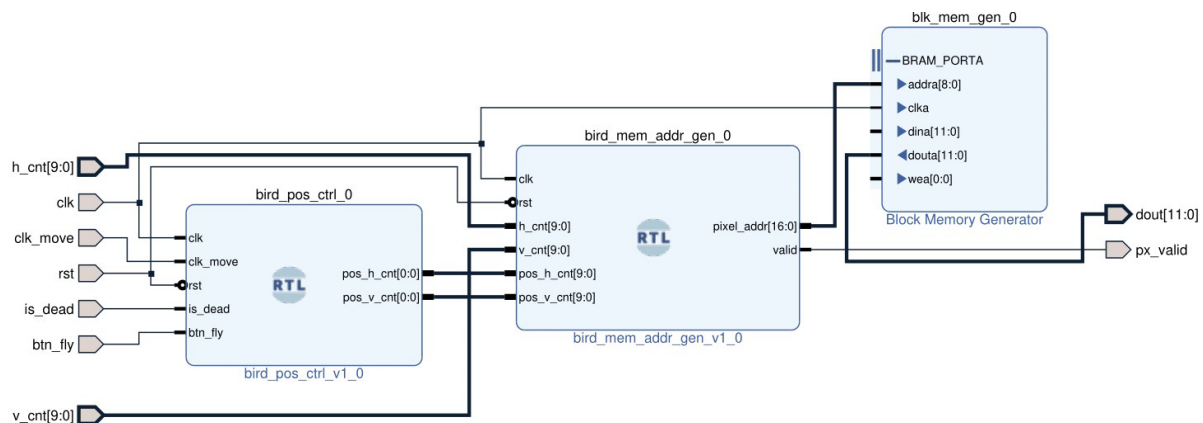 blk_mem_gen_0
BRAM_PORTA
addra[8:0]
clka
dina[11:0]
douta[11:0]
wea[0:0]
Block Memory Generator
bird_mem_addr_gen_0
clk
rst
h_cnt[9:0]
v_cnt[9:0]
pos_h_cnt[9:0]
pos_v_cnt[9:0]
RTL
pixel_addr[16:0]
valid
bird_mem_addr_gen_v1_0
h_cnt[9:0]
clk
clk_move
rst
is_dead
btn_fly
v_cnt[9:0]
bird_pos_ctrl_0
clk
clk_move
rst
is_dead
btn_fly
RTL
pos_h_cnt[0:0]
pos_v_cnt[0:0]
bird_pos_ctrl_v1_0
dout[11:0]
px_valid